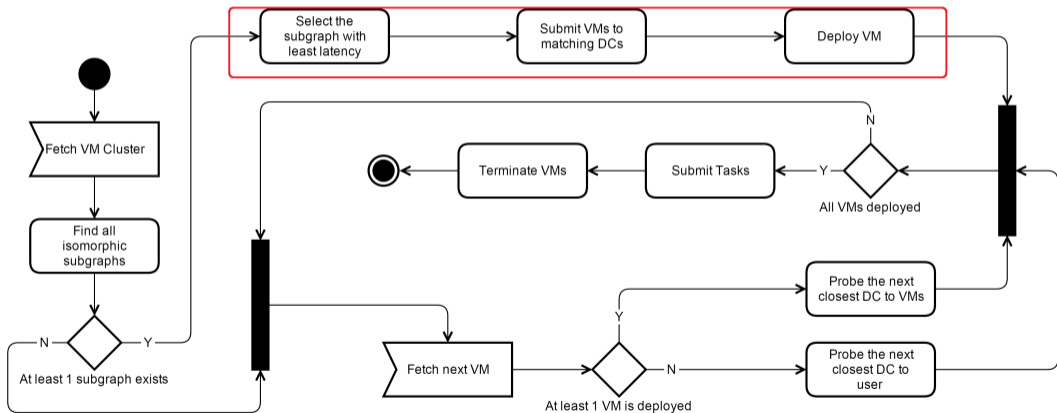 Select the
subgraph with
least latency
Submit VMs to
matching DCs
Deploy VM
Fetch VM Cluster
Find all
isomorphic
subgraphs
N
Y
At least 1 subgraph exists
N
Y
All VMs deployed
Submit Tasks
Terminate VMs
Fetch next VM
Y
N
At least 1 VM is deployed
Probe the next
closest DC to VMs
Probe the next
closest DC to
user